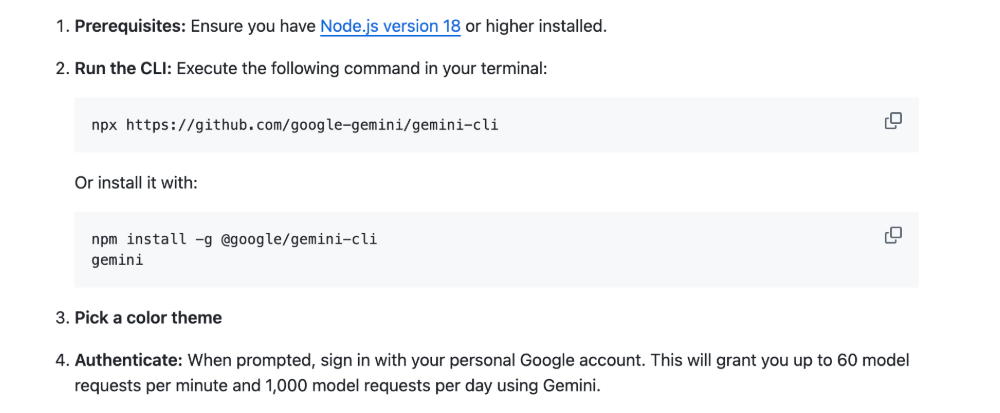 1. Prerequisites: Ensure you have Node.js version 18 or higher installed.
2. Run the CLI: Execute the following command in your terminal:
npx https://github.com/google-gemini/gemini-cli
Or install it with:
npm install -g @google/gemini-cli
gemini
3. Pick a color theme
4. Authenticate: When prompted, sign in with your personal Google account. This will grant you up to 60 model
requests per minute and 1,000 model requests per day using Gemini.